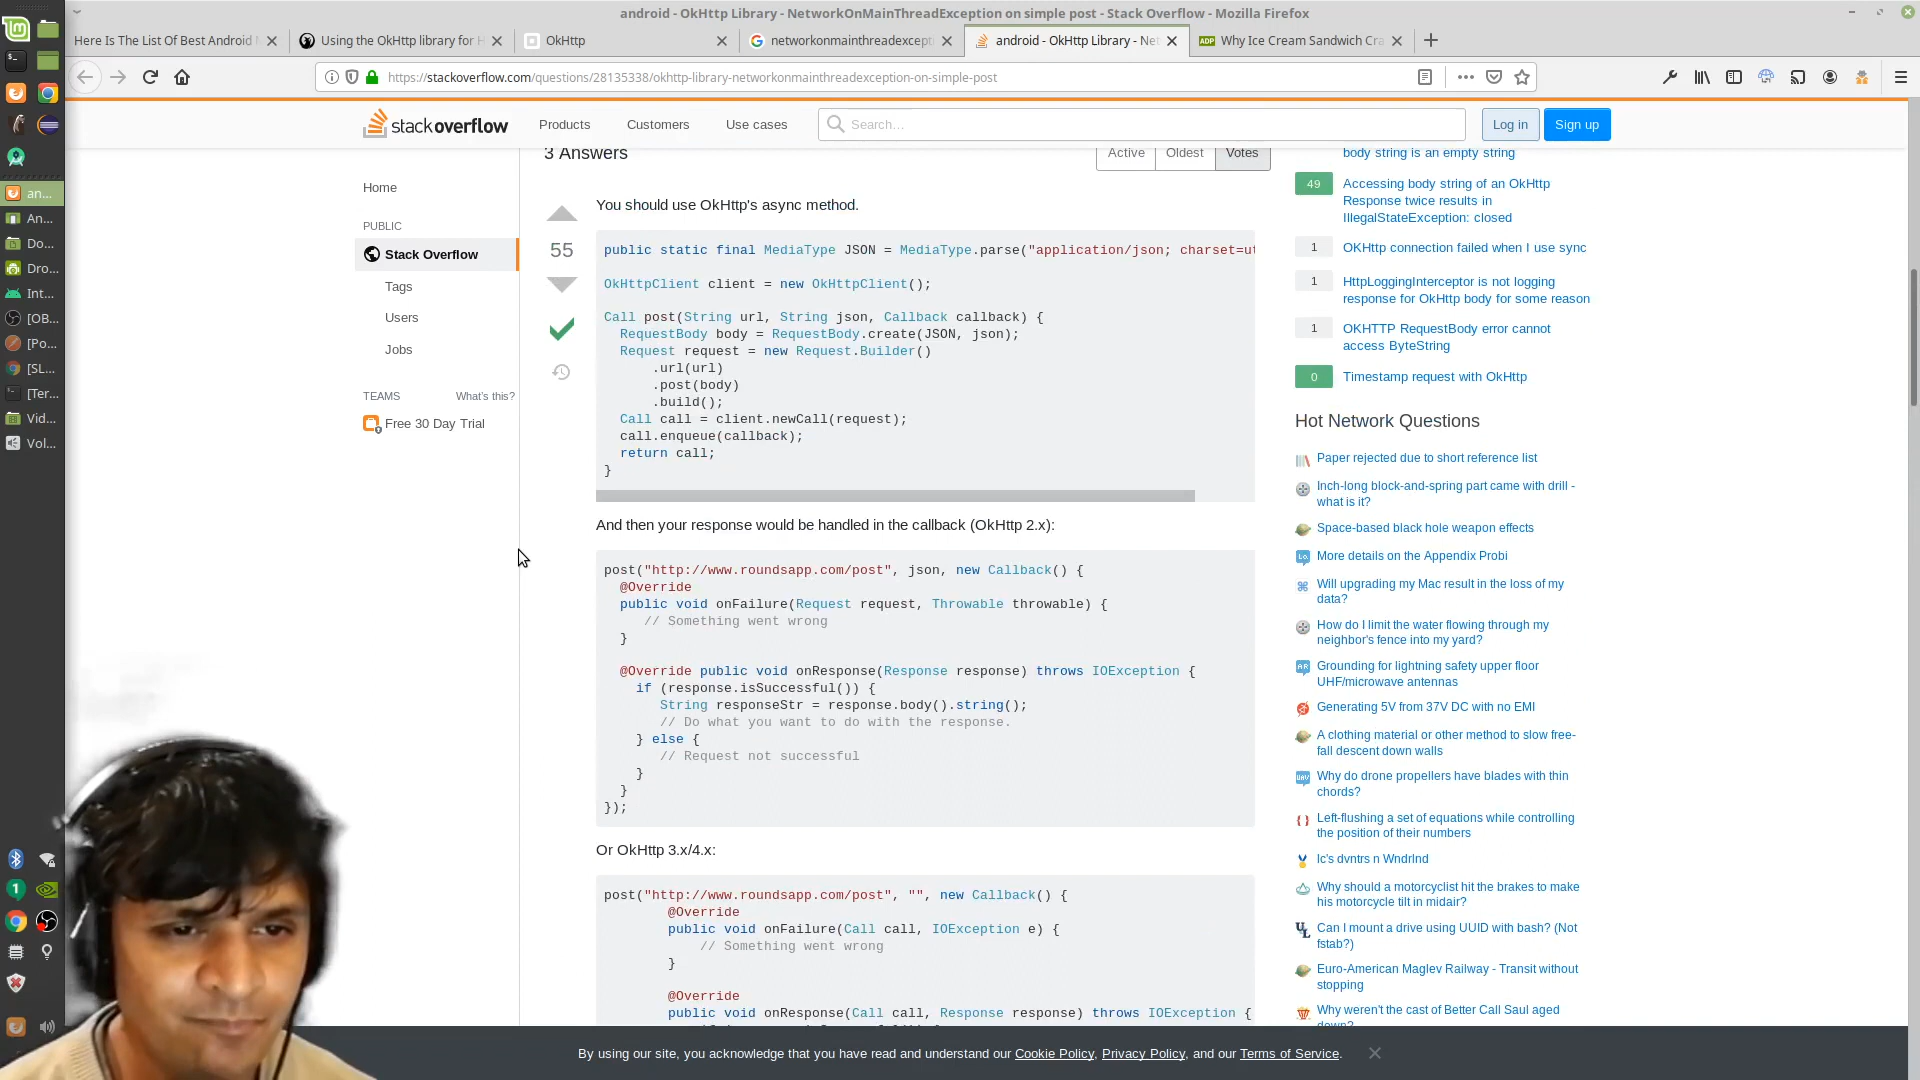 android - OkHttp Library - NetworkOnMainThreadException on simple post - Stack Overflow - Mozilla Firefox
Here Is The List Of Best Android
Using the OkHttp library for H
OkHttp
networkonmainthreadexcept
android - OkHttp Library - Net
Why Ice Cream Sandwich Cra
https://stackoverflow.com/questions/28135338/okhttp-library-networkonmainthreadexception-on-simple-post
stackoverflow
Products
Customers
Use cases
Search...
Log in
Sign up
an...
An...
Do...
Dro...
Int...
[OB...
[Po...
[SL...
[Ter...
Vid...
Vol...
Home
PUBLIC
Stack Overflow
Tags
Users
Jobs
TEAMS
What's this?
Free 30 Day Trial
3 Answers
Active
Oldest
Votes
55
You should use OkHttp's async method.
public static final MediaType JSON = MediaType.parse("application/json; charset=ut
OkHttpClient client = new OkHttpClient();
Call post(String url, String json, Callback callback) {
RequestBody body = RequestBody.create(JSON, json);
Request request = new Request.Builder()
.url(url)
.post(body)
.build();
Call call = client.newCall(request);
call.enqueue(callback);
return call;
}
And then your response would be handled in the callback (OkHttp 2.x):
post("http://www.roundsapp.com/post", json, new Callback() {
@Override
public void onFailure(Request request, Throwable throwable) {
// Something went wrong
}
@Override public void onResponse(Response response) throws IOException {
if (response.isSuccessful()) {
String responseStr = response.body().string();
// Do what you want to do with the response.
} else {
// Request not successful
}
}
});
Or OkHttp 3.x/4.x:
post("http://www.roundsapp.com/post", "", new Callback() {
@Override
public void onFailure(Call call, IOException e) {
// Something went wrong
}
@Override
public void onResponse(Call call, Response response) throws IOException {
body string is an empty string
49
Accessing body string of an OkHttp
Response twice results in
IllegalStateException: closed
1
OKHttp connection failed when I use sync
1
HttpLoggingInterceptor is not logging
response for OkHttp body for some reason
1
OKHTTP RequestBody error cannot
access ByteString
0
Timestamp request with OkHttp
Hot Network Questions
Paper rejected due to short reference list
Inch-long block-and-spring part came with drill -
what is it?
Space-based black hole weapon effects
More details on the Appendix Probi
Will upgrading my Mac result in the loss of my
data?
How do I limit the water flowing through my
neighbor's fence into my yard?
Grounding for lightning safety upper floor
UHF/microwave antennas
Generating 5V from 37V DC with no EMI
A clothing material or other method to slow free-
fall descent down walls
Why do drone propellers have blades with thin
chords?
Left-flushing a set of equations while controlling
the position of their numbers
lc's dvntrs n Wndrlnd
Why should a motorcyclist hit the brakes to make
his motorcycle tilt in midair?
Can I mount a drive using UUID with bash? (Not
fstab?)
Euro-American Maglev Railway - Transit without
stopping
Why weren't the cast of Better Call Saul aged
By using our site, you acknowledge that you have read and understand our Cookie Policy, Privacy Policy, and our Terms of Service.